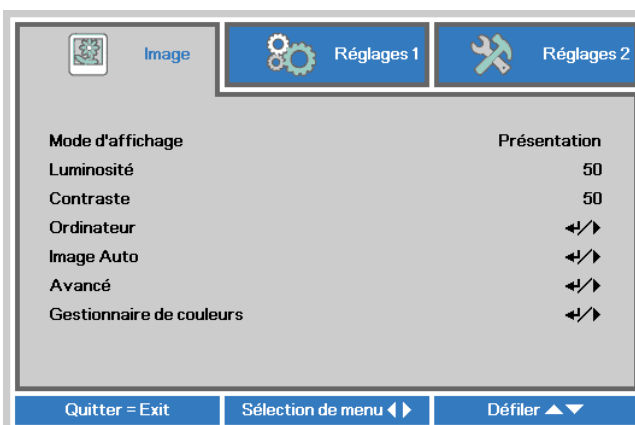 Image
Réglages 1
Réglages 2
Mode d'affichage Présentation
Luminosité 50
Contraste 50
Ordinateur
Image Auto
Avancé
Gestionnaire de couleurs
Quitter = Exit
Sélection de menu
Défiler